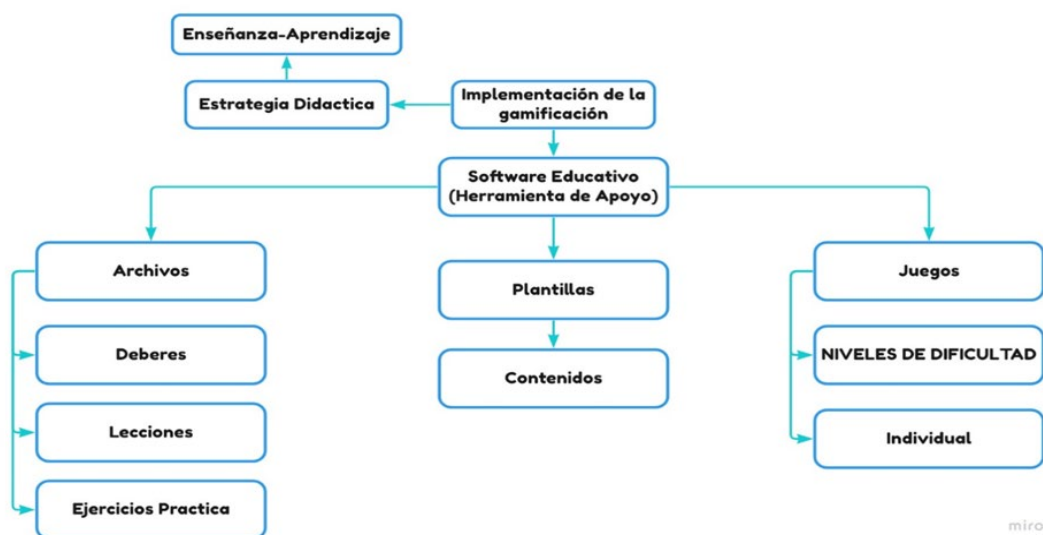 Enseñanza-Aprendizaje
Estrategia Didactica
Implementación de la
gamificación
Software Educativo
(Herramienta de Apoyo)
Archivos
Deberes
Lecciones
Ejercicios Practica
Plantillas
Contenidos
Juegos
NIVELES DE DIFICULTAD
Individual
miro